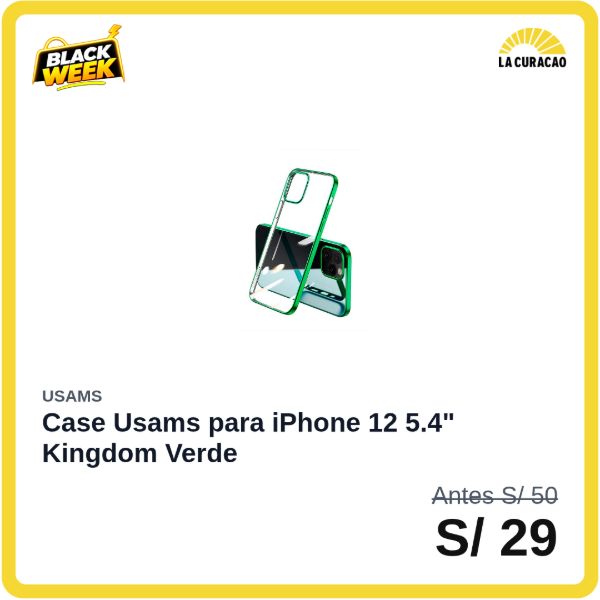 BLACK
WEEK
LA CURACAO
USAMS
Case Usams para iPhone 12 5.4"
Kingdom Verde
Antes S/ 50
S/ 29